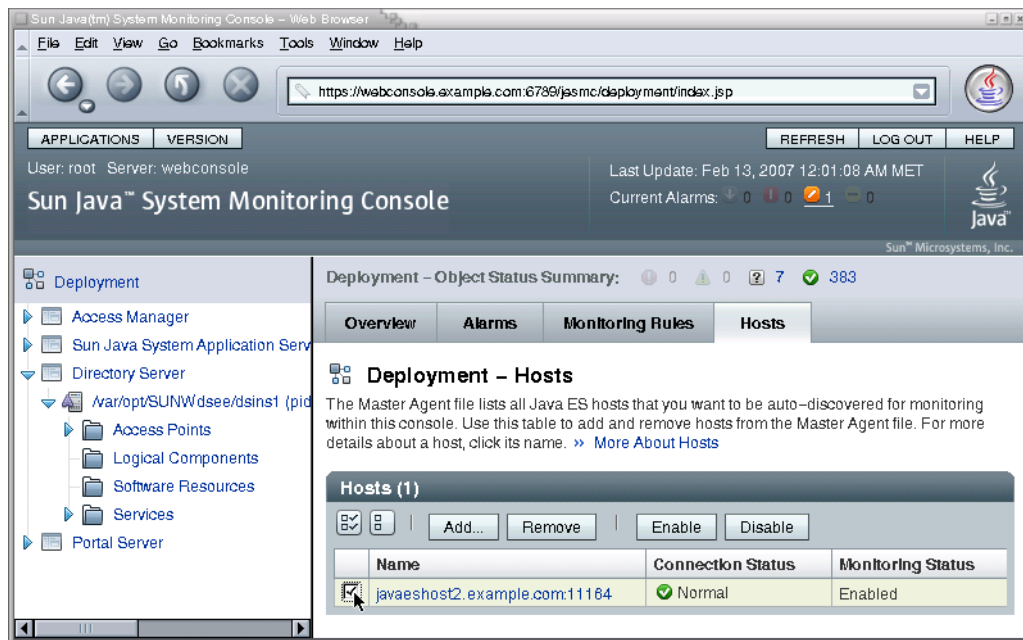 Sun Java(tm) System Monitoring Console – Web Browser
File Edit View Go Bookmarks Tools Window Help
https://webconsole.example.com:6789/jesmc/deployment/index.jsp
APPLICATIONS VERSION REFRESH LOG OUT HELP
User: root Server: webconsole
Last Update: Feb 13, 2007 12:01:08 AM MET
Sun Java™ System Monitoring Console
Current Alarms: 0 0 1 0
Java™
Sun™ Microsystems, Inc.
Deployment
Access Manager
Sun Java System Application Serv
Directory Server
/var/opt/SUNWdsee/dsins1 (pid
Access Points
Logical Components
Software Resources
Services
Portal Server
Deployment – Object Status Summary: 0 0 7 383
Overview Alarms Monitoring Rules Hosts
Deployment – Hosts
The Master Agent file lists all Java ES hosts that you want to be auto–discovered for monitoring
within this console. Use this table to add and remove hosts from the Master Agent file. For more
details about a host, click its name. » More About Hosts
Hosts (1)
Add... Remove Enable Disable
Name Connection Status Monitoring Status
javaeshost2.example.com:11164 Normal Enabled